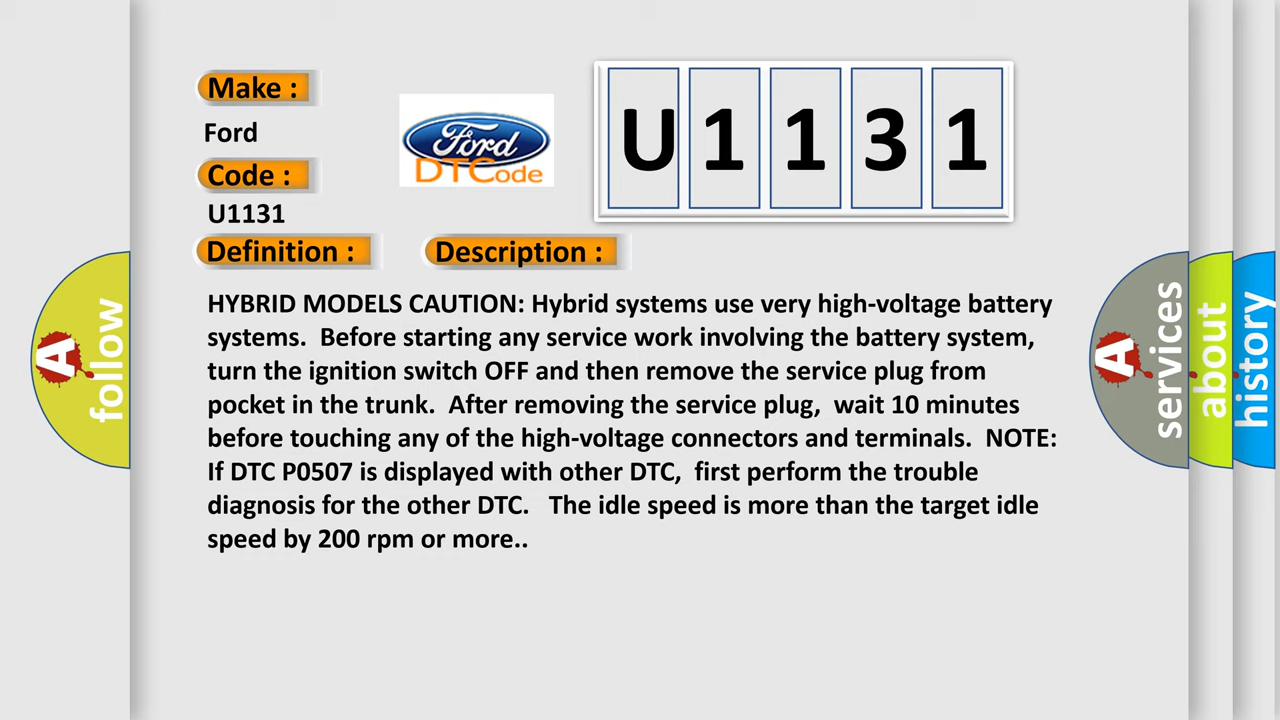 Make :
Ford
Code :
U1131
Definition :
Description :
Ford
DTCode
U1131
HYBRID MODELS CAUTION: Hybrid systems use very high-voltage battery
systems.  Before starting any service work involving the battery system,
turn the ignition switch OFF and then remove the service plug from
pocket in the trunk.  After removing the service plug,  wait 10 minutes
before touching any of the high-voltage connectors and terminals.  NOTE:
If DTC P0507 is displayed with other DTC,  first perform the trouble
diagnosis for the other DTC.   The idle speed is more than the target idle
speed by 200 rpm or more..
A follow
A services
about
history